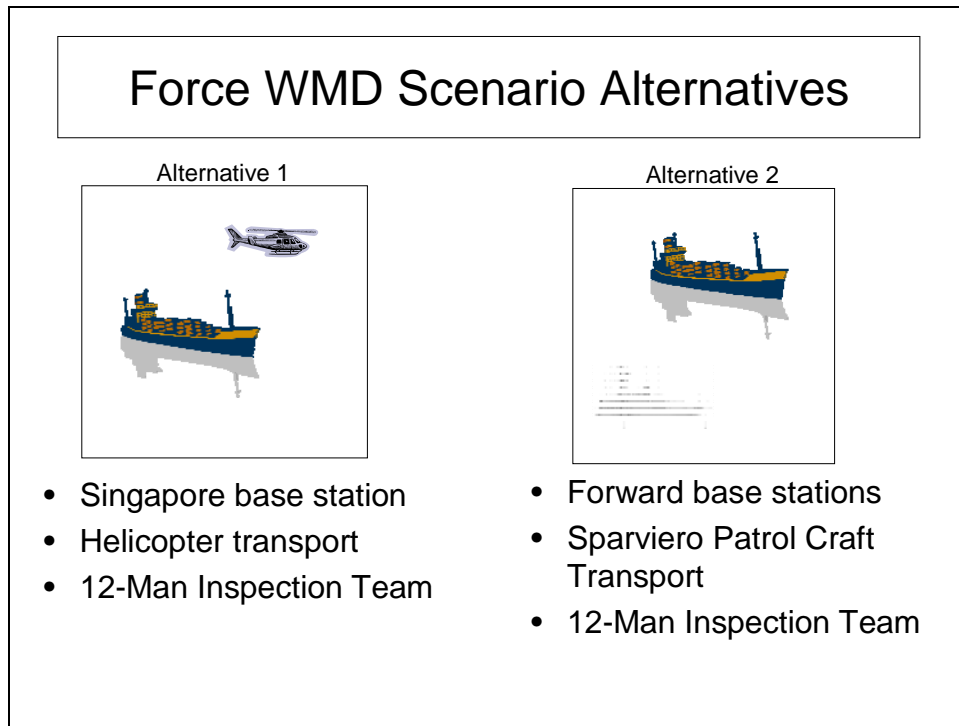 Force WMD Scenario Alternatives
Alternative 1
• Singapore base station
• Helicopter transport
• 12-Man Inspection Team
Alternative 2
• Forward base stations
• Sparviero Patrol Craft
Transport
• 12-Man Inspection Team